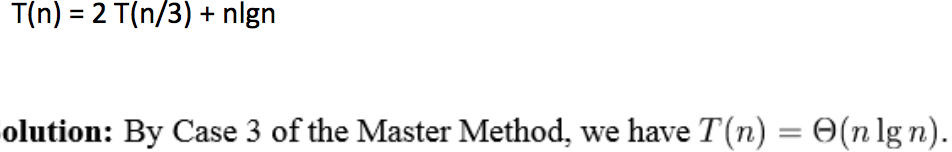 T(n) = 2 T(n/3) + nlgn
olution: By Case 3 of the Master Method, we have T(n) = Θ(n lg n).